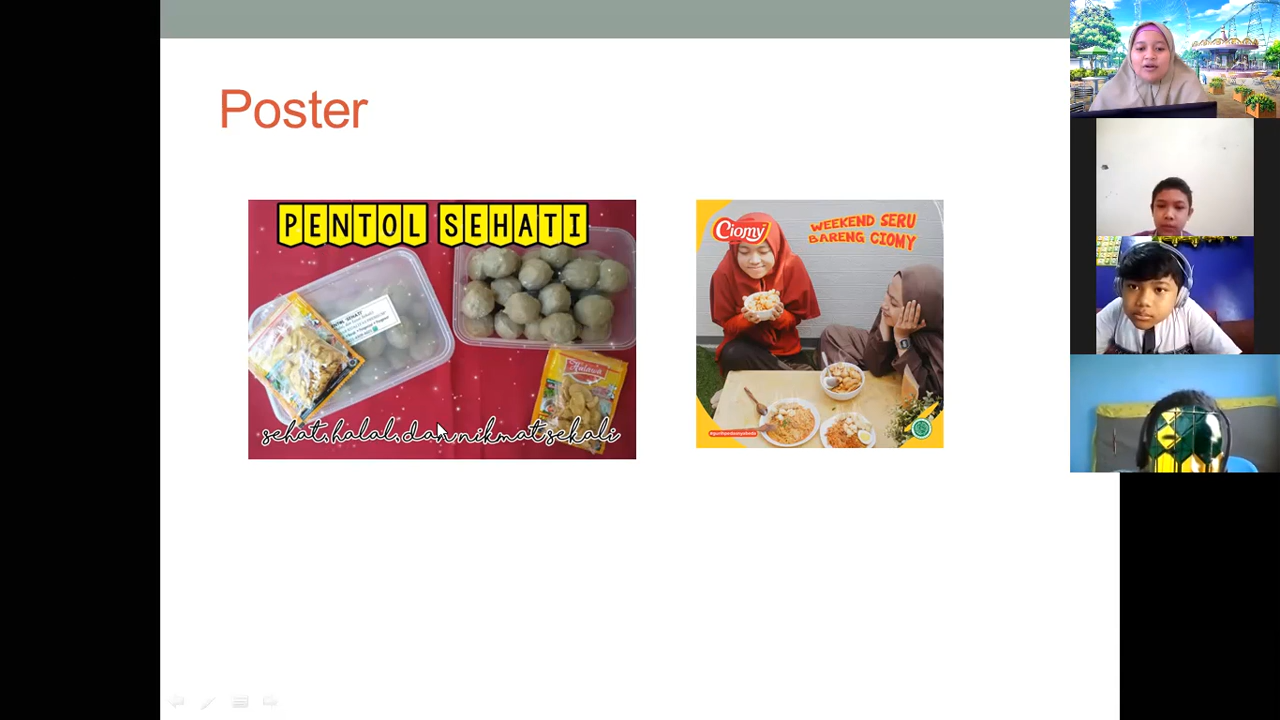 Poster
PENTOL SEHATI
sehat, halal, dan nikmat sekali
Ciomy
WEEKEND SERU
BARENG CIOMY